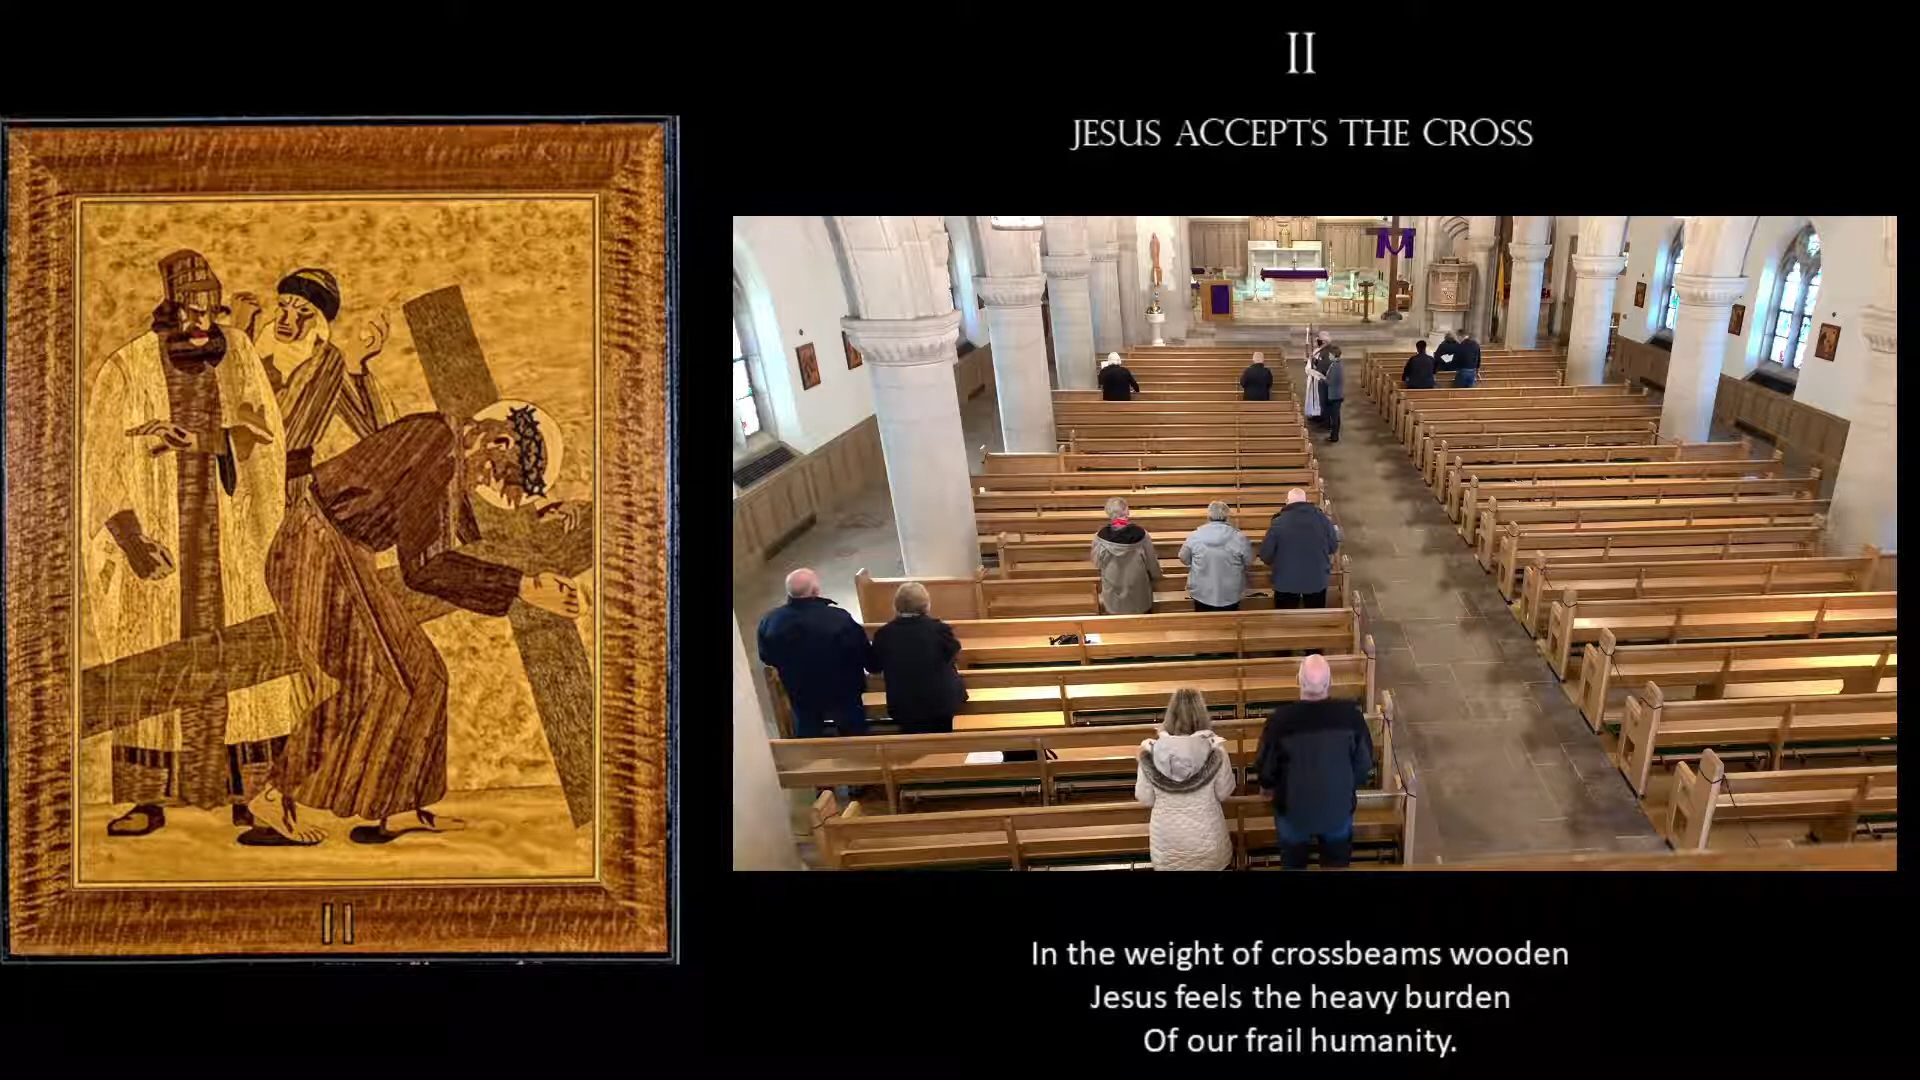 II
JESUS ACCEPTS THE CROSS
II
In the weight of crossbeams wooden
Jesus feels the heavy burden
Of our frail humanity.